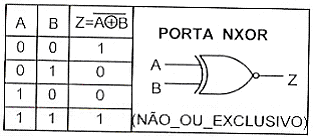 A B Z=A⊕B
0 0 1
0 1 0
1 0 0
1 1 1
PORTA NXOR
A
B
Z
(NÃO_OU_EXCLUSIVO)